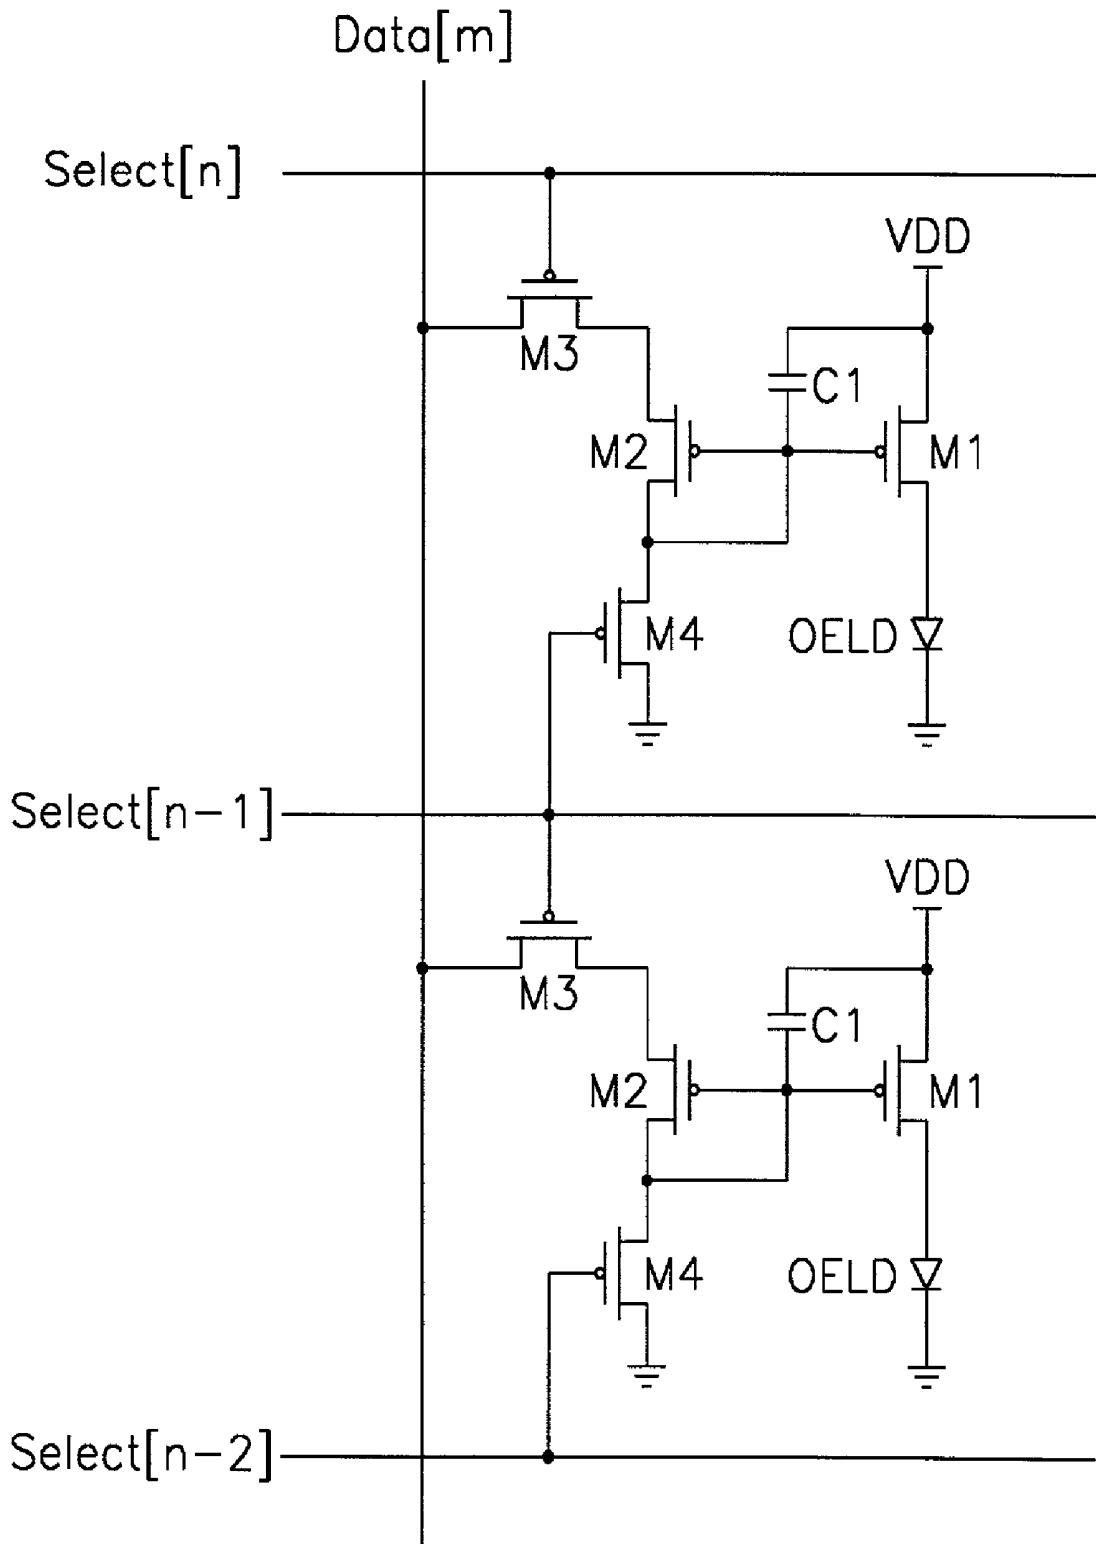 Data[m]
Select[n]
VDD
M3
C1
M2
M1
M4
OELD
Select[n-1]
VDD
M3
C1
M2
M1
M4
OELD
Select[n-2]